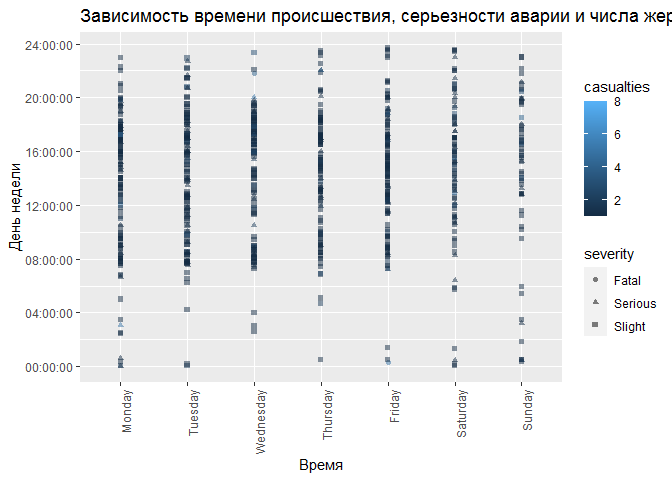 Зависимость времени происшествия, серьезности аварии и числа жер
24:00:00
20:00:00
16:00:00
12:00:00
08:00:00
04:00:00
00:00:00
День недели
Monday
Tuesday
Wednesday
Thursday
Friday
Saturday
Sunday
Время
casualties
8
6
4
2
severity
Fatal
Serious
Slight